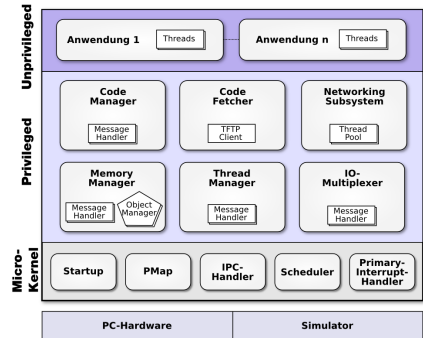 Unprivileged
Anwendung 1
Threads
Anwendung n
Threads
Privileged
Code
Manager
Message
Handler
Code
Fetcher
TFTP
Client
Networking
Subsystem
Thread
Pool
Memory
Manager
Message
Handler
Object
Manager
Thread
Manager
Message
Handler
IO-
Multiplexer
Message
Handler
Micro-
Kernel
Startup
PMap
IPC-
Handler
Scheduler
Primary-
Interrupt-
Handler
PC-Hardware
Simulator